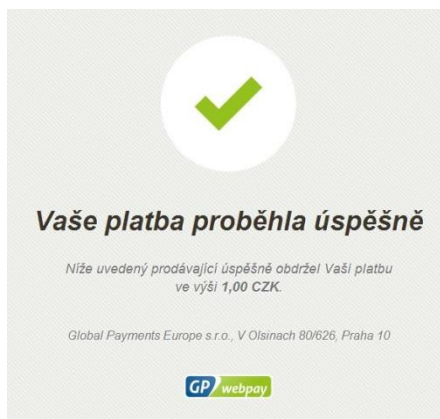 Vaše platba proběhla úspěšně
Níže uvedený prodávající úspěšně obdržel Vaši platbu
ve výši 1,00 CZK.
Global Payments Europe s.r.o., V Olsinach 80/626, Praha 10
GP webpay